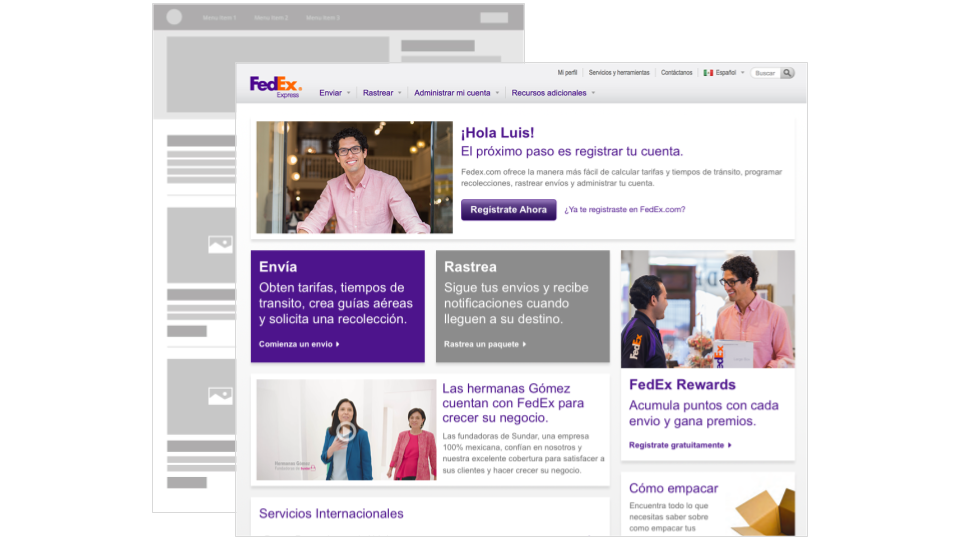 Menu Item 1 Menu Item 2 Menu Item 3
Mi perfil Servicios y herramientas Contáctanos Español Buscar
FedEx®
Express
Enviar Rastrear Administrar mi cuenta Recursos adicionales
¡Hola Luis!
El próximo paso es registrar tu cuenta.
Fedex.com ofrece la manera más fácil de calcular tarifas y tiempos de tránsito, programar
recolecciones, rastrear envíos y administrar tu cuenta.
Regístrate Ahora ¿Ya te registraste en FedEx.com?
Envía
Obten tarifas, tiempos de
transito, crea guías aéreas
y solicita una recolección.
Comienza un envio
Rastrea
Sigue tus envios y recibe
notificaciones cuando
lleguen a su destino.
Rastrea un paquete
FedEx
FedEx
FedEx Rewards
Acumula puntos con cada
envio y gana premios.
Registrate gratuitamente
Las hermanas Gómez
cuentan con FedEx para
crecer su negocio.
Las fundadoras de Sundar, una empresa
100% mexicana, confían en nosotros y
nuestra excelente cobertura para satisfacer a
sus clientes y hacer crecer su negocio.
Cómo empacar
Encuentra todo lo que
necesitas saber sobre
como empacar tus
Servicios Internacionales